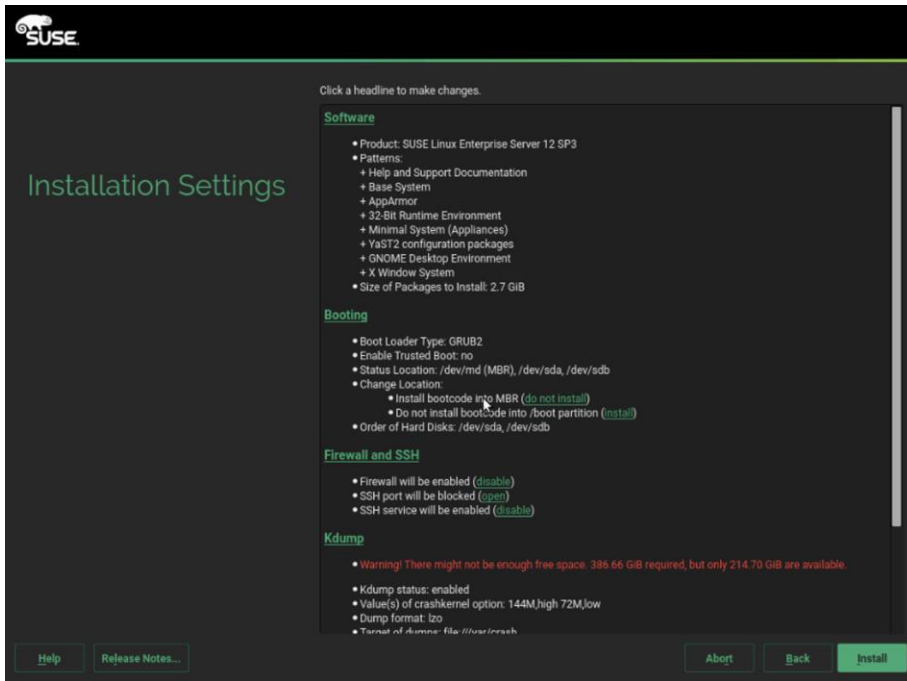 SUSE
Click a headline to make changes.
Installation Settings
Software
• Product: SUSE Linux Enterprise Server 12 SP3
• Patterns:
+ Help and Support Documentation
+ Base System
+ AppArmor
+ 32-Bit Runtime Environment
+ Minimal System (Appliances)
+ YaST2 configuration packages
+ GNOME Desktop Environment
+ X Window System
• Size of Packages to Install: 2.7 GiB
Booting
• Boot Loader Type: GRUB2
• Enable Trusted Boot: no
• Status Location: /dev/md (MBR), /dev/sda, /dev/sdb
• Change Location:
• Install bootcode into MBR (do not install)
• Do not install bootcode into /boot partition (install)
• Order of Hard Disks: /dev/sda, /dev/sdb
Firewall and SSH
• Firewall will be enabled (disable)
• SSH port will be blocked (open)
• SSH service will be enabled (disable)
Kdump
• Warning! There might not be enough free space. 386.66 GiB required, but only 214.70 GiB are available.
• Kdump status: enabled
• Value(s) of crashkernel option: 144M,high 72M,low
• Dump format: lzo
• Target of dumps: file:///var/crash
Help
Release Notes...
Abort
Back
Install